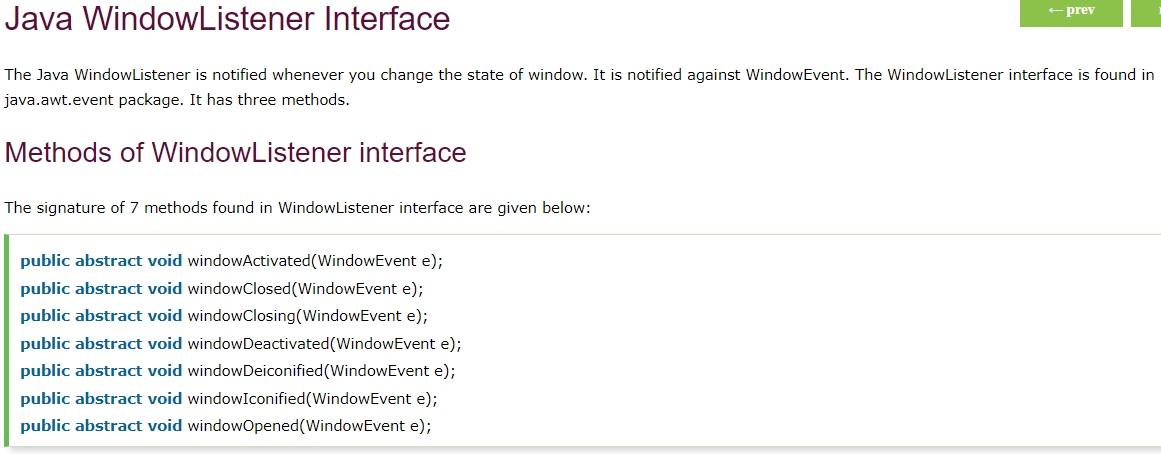 Java WindowListener Interface
← prev
The Java WindowListener is notified whenever you change the state of window. It is notified against WindowEvent. The WindowListener interface is found in
java.awt.event package. It has three methods.
Methods of WindowListener interface
The signature of 7 methods found in WindowListener interface are given below:
public abstract void windowActivated(WindowEvent e);
public abstract void windowClosed(WindowEvent e);
public abstract void windowClosing(WindowEvent e);
public abstract void windowDeactivated(WindowEvent e);
public abstract void windowDeiconified(WindowEvent e);
public abstract void windowIconified(WindowEvent e);
public abstract void windowOpened(WindowEvent e);